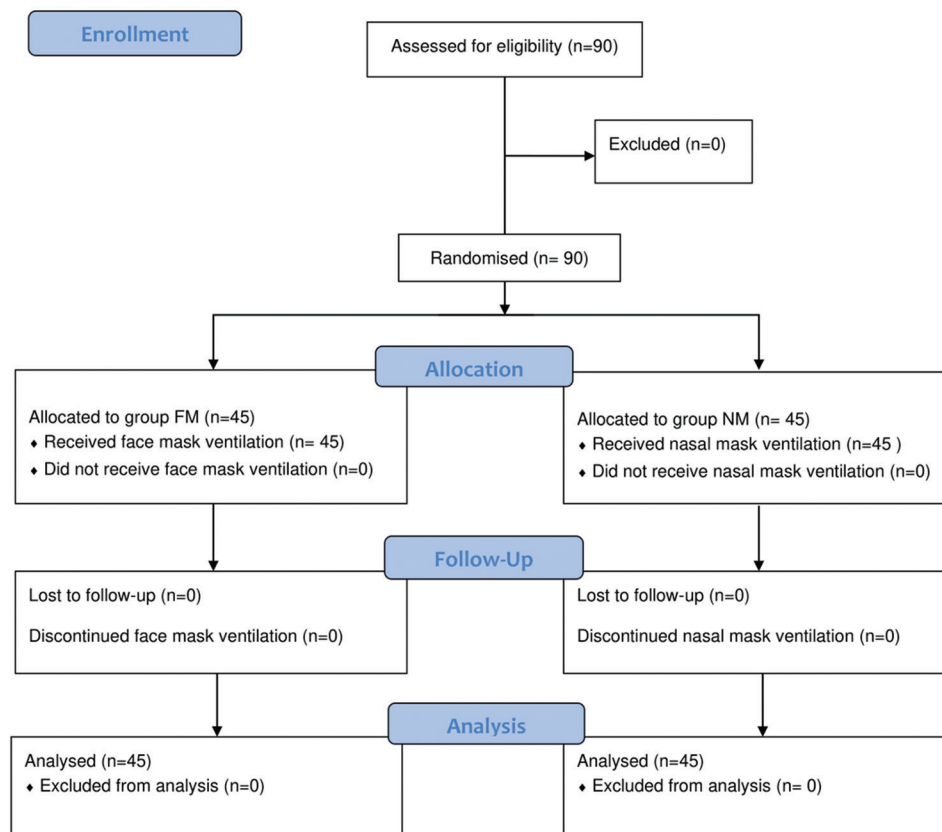 Enrollment
Assessed for eligibility (n=90)
Excluded (n=0)
Randomised (n= 90)
Allocation
Allocated to group FM (n=45)
♦ Received face mask ventilation (n= 45)
♦ Did not receive face mask ventilation (n=0)
Allocated to group NM (n= 45)
♦ Received nasal mask ventilation (n=45 )
♦ Did not receive nasal mask ventilation (n=0)
Follow-Up
Lost to follow-up (n=0)
Discontinued face mask ventilation (n=0)
Lost to follow-up (n=0)
Discontinued nasal mask ventilation (n=0)
Analysis
Analysed (n=45)
♦ Excluded from analysis (n=0)
Analysed (n=45)
♦ Excluded from analysis (n= 0)